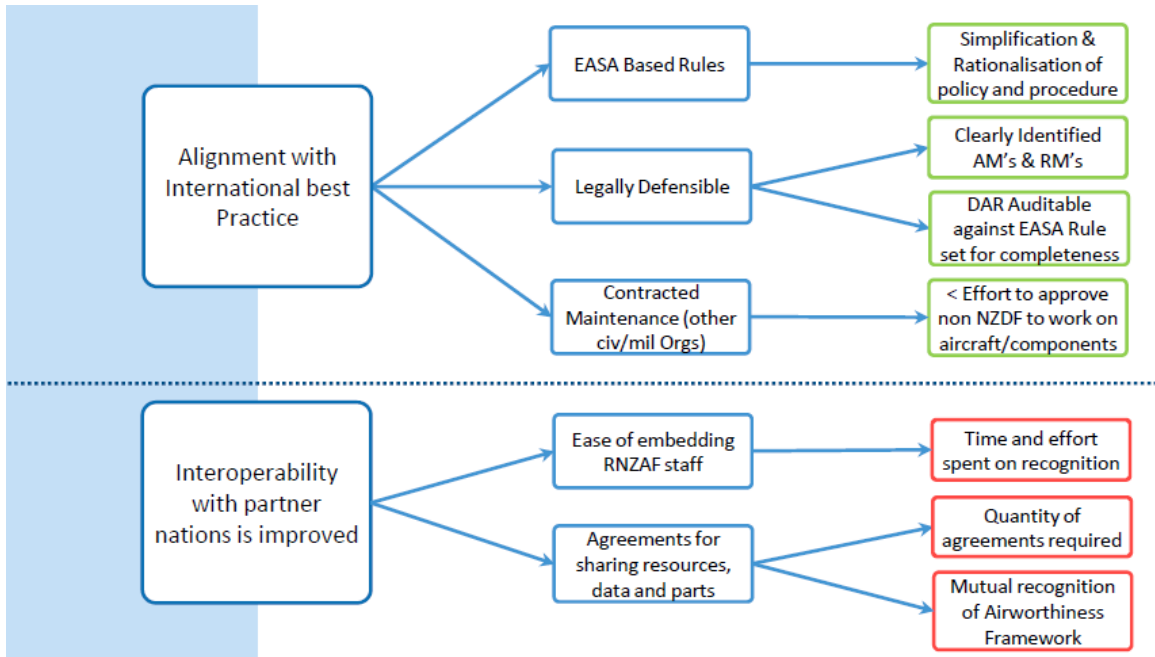 Alignment with
International best
Practice
EASA Based Rules
Simplification &
Rationalisation of
policy and procedure
Legally Defensible
Clearly Identified
AM's & RM's
DAR Auditable
against EASA Rule
set for completeness
Contracted
Maintenance (other
civ/mil Orgs)
< Effort to approve
non NZDF to work on
aircraft/components
Interoperability
with partner
nations is improved
Ease of embedding
RNZAF staff
Time and effort
spent on recognition
Agreements for
sharing resources,
data and parts
Quantity of
agreements required
Mutual recognition
of Airworthiness
Framework